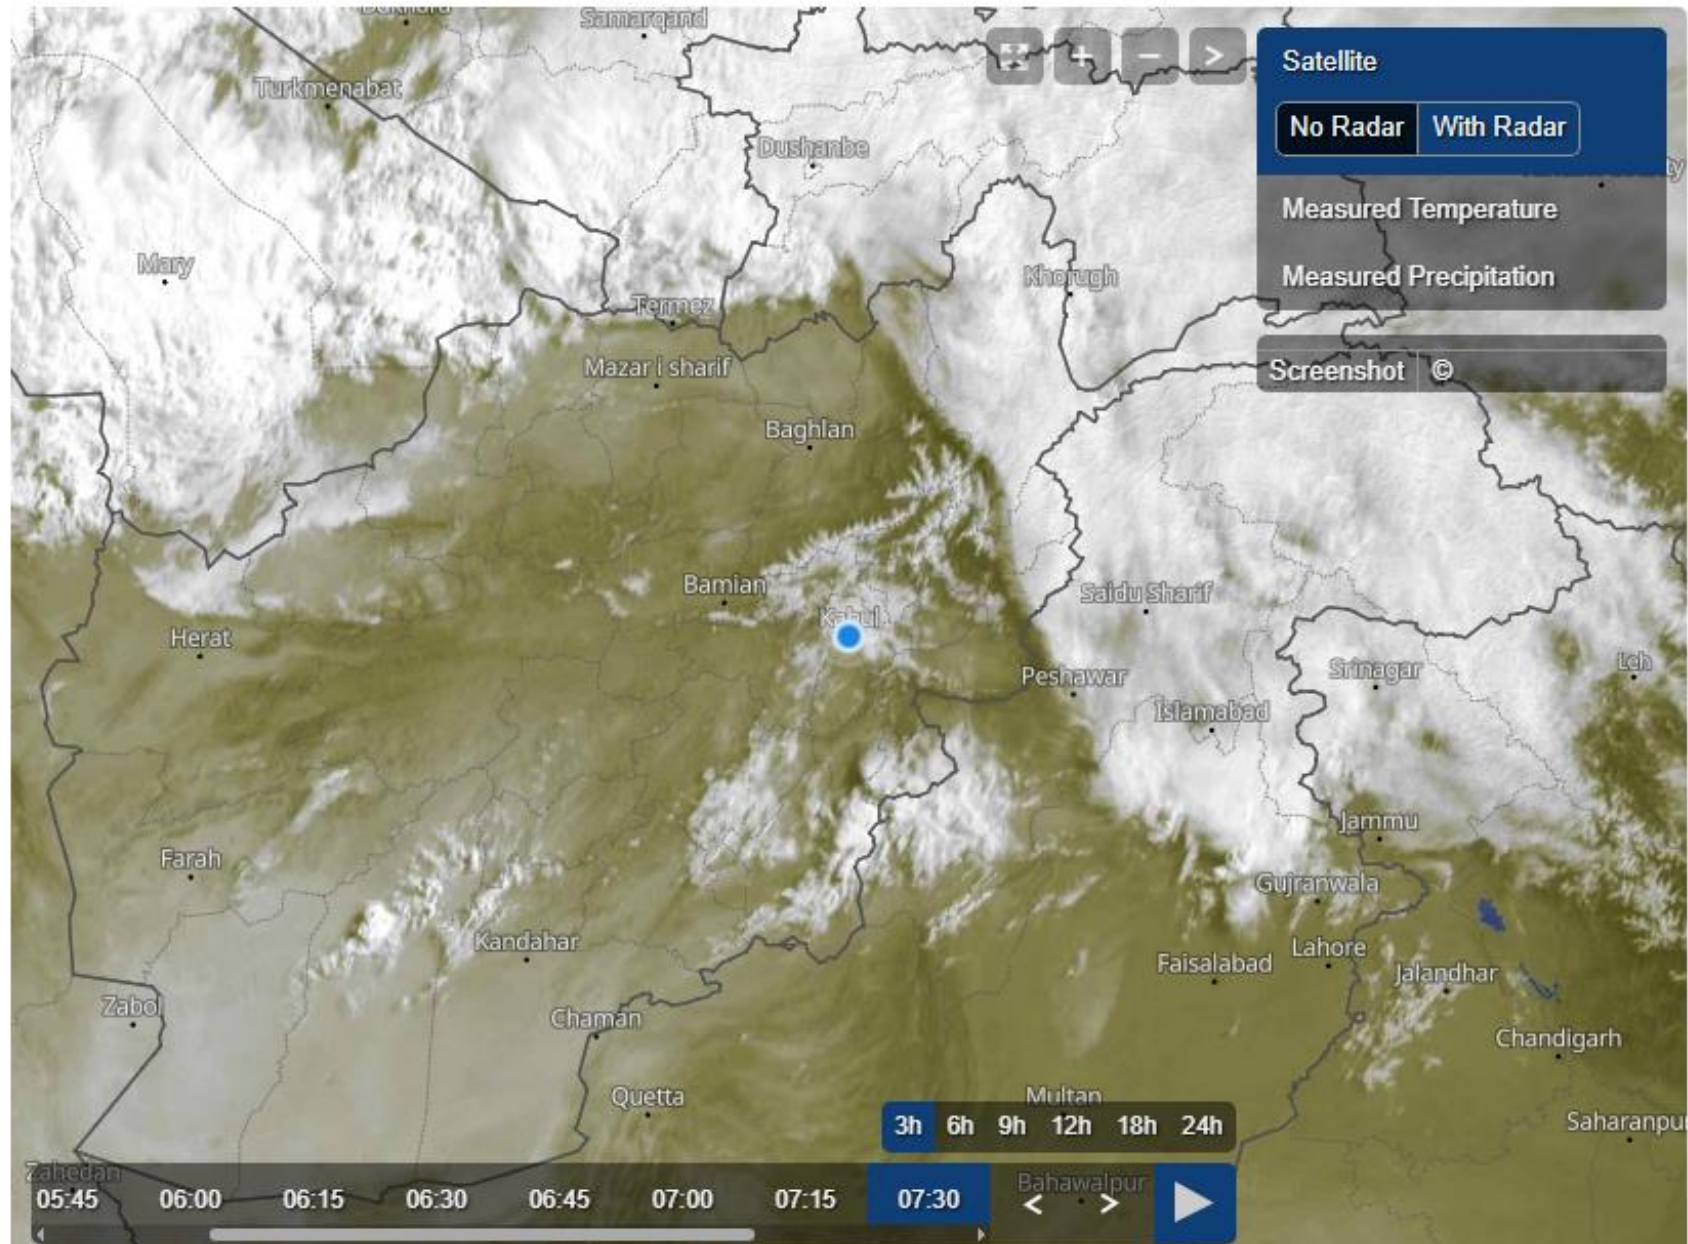 Samarqand
Satellite
Turkmenabat
No Radar With Radar
Dushanbe
Measured Temperature
Mary
Khorugh
Measured Precipitation
Termez
Mazar i sharif
Screenshot ©
Baghlan
Bamian
Saidu Sharif
Kabul
Herat
Leh
Srinagar
Peshawar
Islamabad
Jammu
Farah
Gujranwala
Kandahar
Lahore
Faisalabad
Jalandhar
Zabol
Chaman
Chandigarh
Quetta
Multan
3h 6h 9h 12h 18h 24h
Saharanpu
Zahedan
Bahawalpur
05:45 06:00 06:15 06:30 06:45 07:00 07:15 07:30 < >